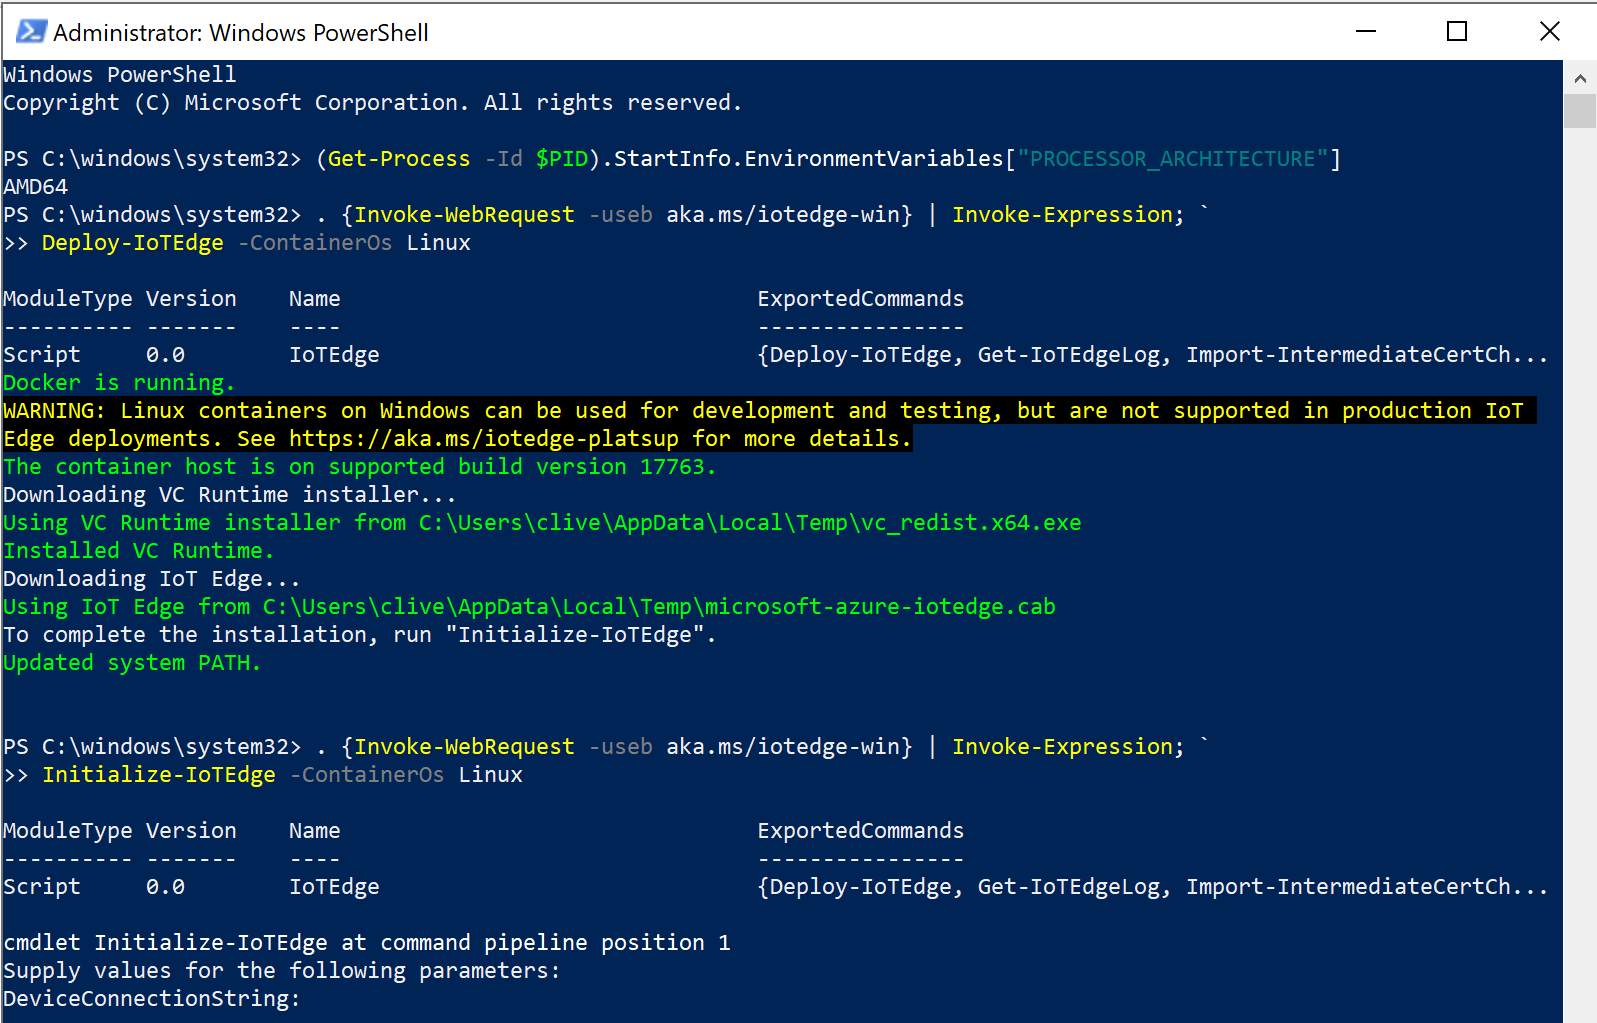 Administrator: Windows PowerShell
Windows PowerShell
Copyright (C) Microsoft Corporation. All rights reserved.
PS C:\windows\system32> (Get-Process -Id $PID).StartInfo.EnvironmentVariables["PROCESSOR_ARCHITECTURE"]
AMD64
PS C:\windows\system32> . {Invoke-WebRequest -useb aka.ms/iotedge-win} | Invoke-Expression; `
>> Deploy-IoTEdge -ContainerOs Linux
ModuleType Version    Name                                ExportedCommands
---------- -------    ----                                ----------------
Script     0.0        IoTEdge                             {Deploy-IoTEdge, Get-IoTEdgeLog, Import-IntermediateCertCh...
Docker is running.
WARNING: Linux containers on Windows can be used for development and testing, but are not supported in production IoT
Edge deployments. See https://aka.ms/iotedge-platsup for more details.
The container host is on supported build version 17763.
Downloading VC Runtime installer...
Using VC Runtime installer from C:\Users\clive\AppData\Local\Temp\vc_redist.x64.exe
Installed VC Runtime.
Downloading IoT Edge...
Using IoT Edge from C:\Users\clive\AppData\Local\Temp\microsoft-azure-iotedge.cab
To complete the installation, run "Initialize-IoTEdge".
Updated system PATH.
PS C:\windows\system32> . {Invoke-WebRequest -useb aka.ms/iotedge-win} | Invoke-Expression; `
>> Initialize-IoTEdge -ContainerOs Linux
ModuleType Version    Name                                ExportedCommands
---------- -------    ----                                ----------------
Script     0.0        IoTEdge                             {Deploy-IoTEdge, Get-IoTEdgeLog, Import-IntermediateCertCh...
cmdlet Initialize-IoTEdge at command pipeline position 1
Supply values for the following parameters:
DeviceConnectionString: